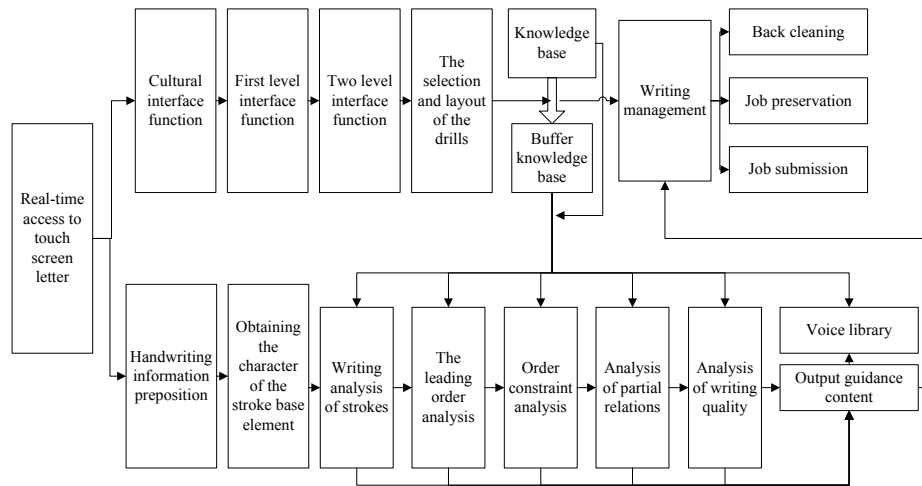 Real-time
access to
touch
screen
letter
Cultural
interface
function
First level
interface
function
Two level
interface
function
The
selection
and layout
of the
drills
Knowledge
base
Buffer
knowledge
base
Writing
management
Back cleaning
Job preservation
Job submission
Handwriting
information
preposition
Obtaining
the
character
of the
stroke base
element
Writing
analysis
of strokes
The
leading
order
analysis
Order
constraint
analysis
Analysis
of partial
relations
Analysis
of writing
quality
Voice library
Output guidance
content